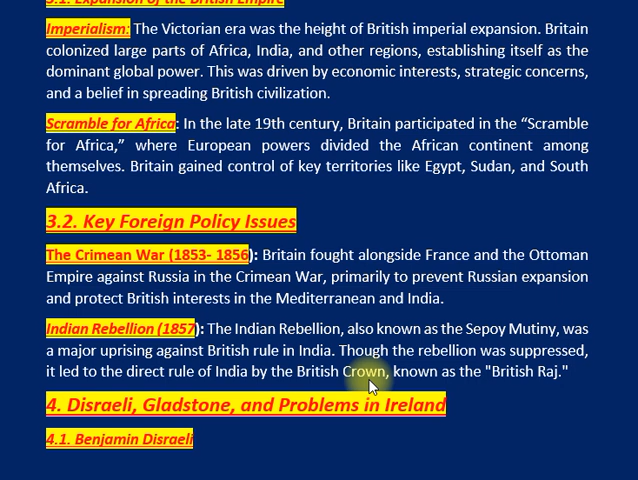 3.1. Expansion of the British Empire
Imperialism: The Victorian era was the height of British imperial expansion. Britain
colonized large parts of Africa, India, and other regions, establishing itself as the
dominant global power. This was driven by economic interests, strategic concerns,
and a belief in spreading British civilization.
Scramble for Africa: In the late 19th century, Britain participated in the “Scramble
for Africa,” where European powers divided the African continent among
themselves. Britain gained control of key territories like Egypt, Sudan, and South
Africa.
3.2. Key Foreign Policy Issues
The Crimean War (1853- 1856): Britain fought alongside France and the Ottoman
Empire against Russia in the Crimean War, primarily to prevent Russian expansion
and protect British interests in the Mediterranean and India.
Indian Rebellion (1857): The Indian Rebellion, also known as the Sepoy Mutiny, was
a major uprising against British rule in India. Though the rebellion was suppressed,
it led to the direct rule of India by the British Crown, known as the "British Raj."
4. Disraeli, Gladstone, and Problems in Ireland
4.1. Benjamin Disraeli